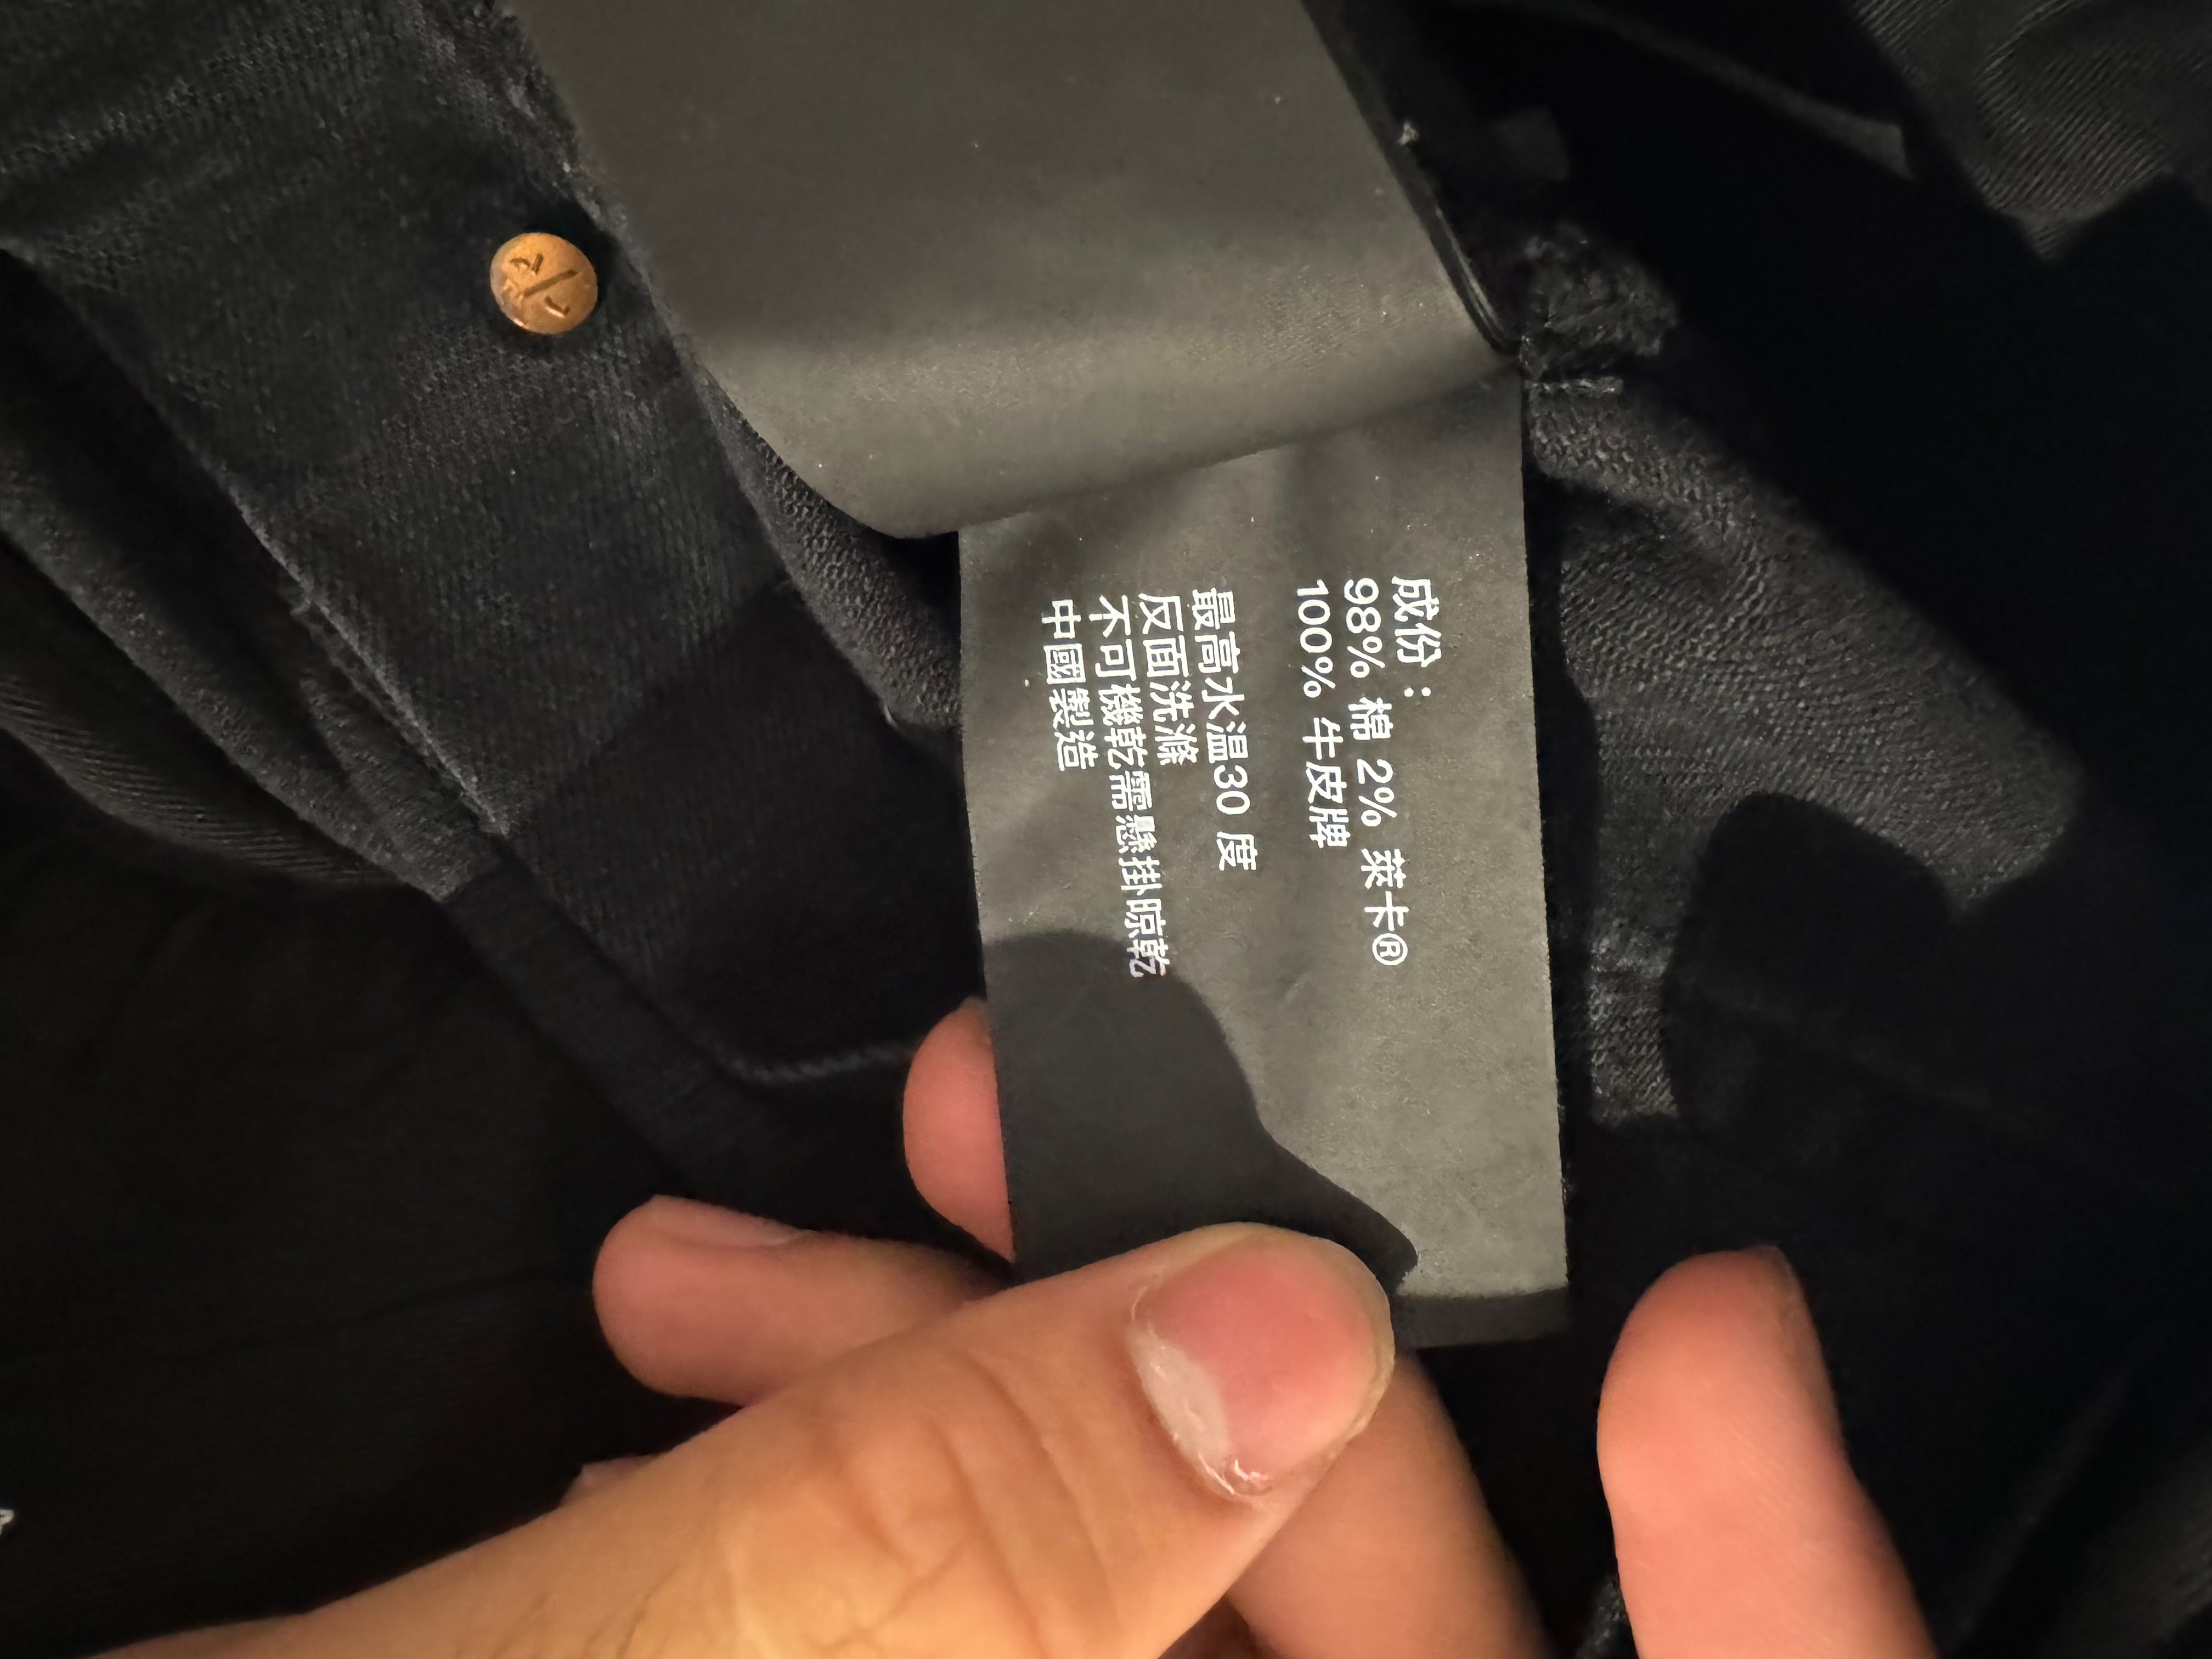 成份：
98% 棉 2% 萊卡®
100% 牛皮牌
最高水温30 度
反面洗滌
不可機乾需懸掛晾乾
中國製造